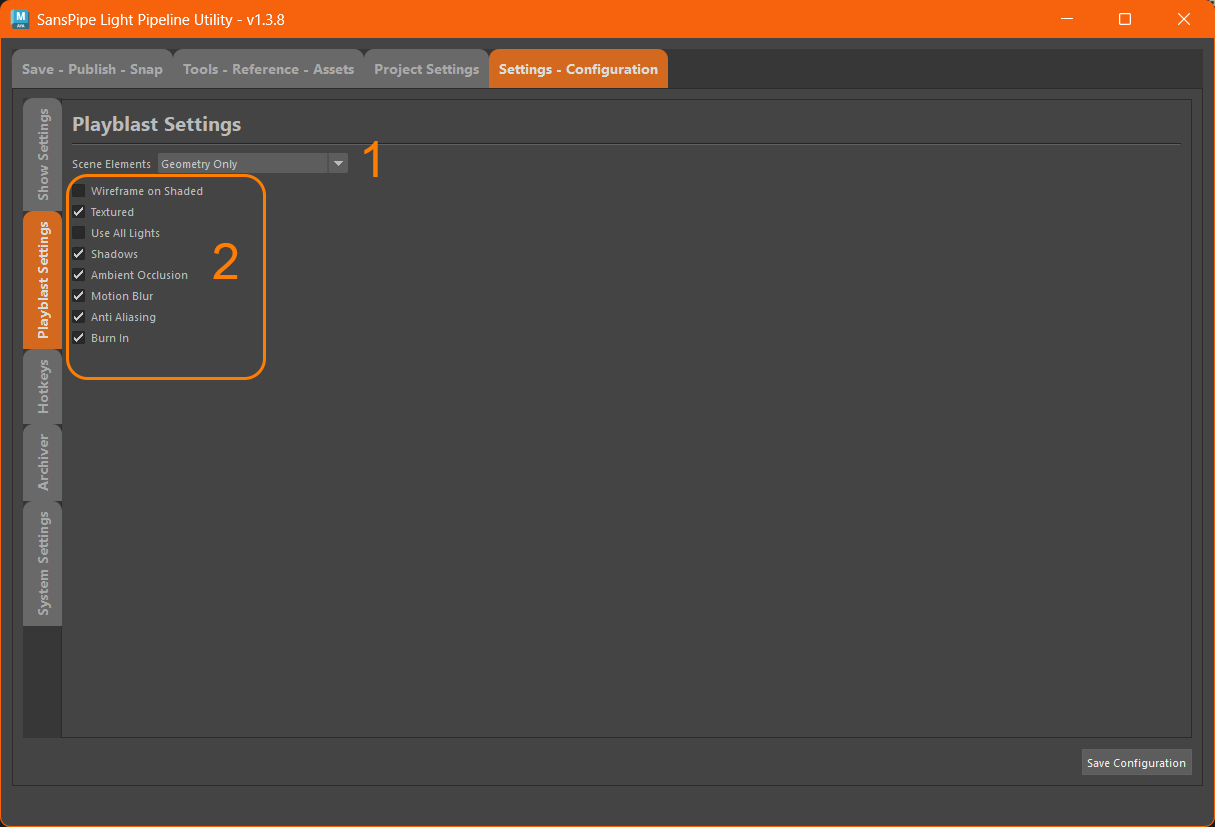 SansPipe Light Pipeline Utility - v1.3.8
Save - Publish - Snap
Tools - Reference - Assets
Project Settings
Settings - Configuration
Show Settings
Playblast Settings
Hotkeys
Archiver
System Settings
Playblast Settings
Scene Elements
Geometry Only
1
Wireframe on Shaded
Textured
Use All Lights
Shadows
2
Ambient Occlusion
Motion Blur
Anti Aliasing
Burn In
Save Configuration